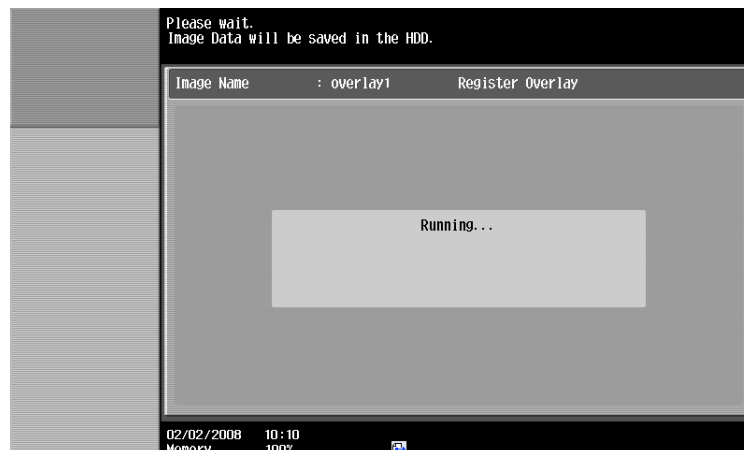 Please wait.
Image Data will be saved in the HDD.
Image Name : overlay1 Register Overlay
Running...
02/02/2008 10:10
Memory 100%